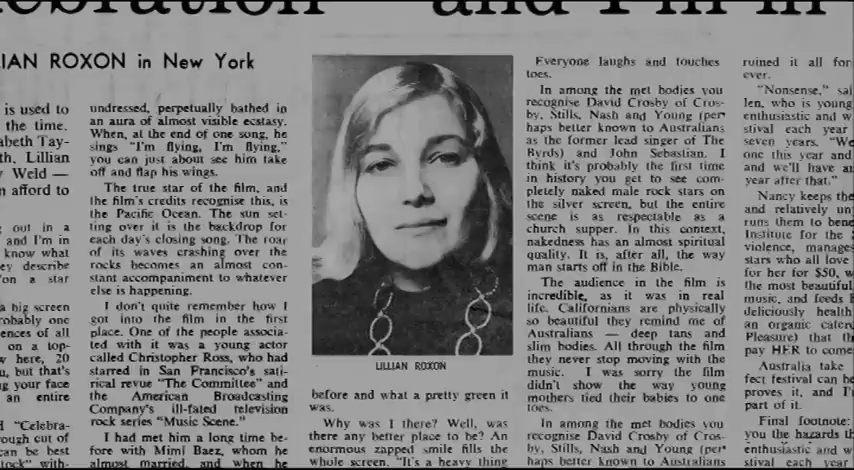 lebration and I'm in
IAN ROXON in New York
is used to
the time.
abeth Tay-
th, Lillian
Weld —
n afford to
out in a
and I'm in
know what
ey describe
on a star
a big screen
robably one
ences of all
on a top-
here, 20
u, but that's
ng your face
an entire
"Celebra-
rough cut of
can be best
tock" with-
undressed, perpetually bathed in
an aura of almost visible ecstasy.
When, at the end of one song, he
sings "I'm flying, I'm flying,"
you can just about see him take
off and flap his wings.
The true star of the film, and
the film's credits recognise this, is
the Pacific Ocean. The sun set-
ting over it is the backdrop for
each day's closing song. The roar
of its waves crashing over the
rocks becomes an almost con-
stant accompaniment to whatever
else is happening.
I don't quite remember how I
got into the film in the first
place. One of the people associa-
ted with it was a young actor
called Christopher Ross, who had
starred in San Francisco's sati-
rical revue "The Committee" and
the American Broadcasting
Company's ill-fated television
rock series "Music Scene."
I had met him a long time be-
fore with Mimi Baez, whom he
almost married, and when he
LILLIAN ROXON
before and what a pretty green it
was.
Why was I there? Well, was
there any better place to be? An
enormous zapped smile fills the
whole screen. "It's a heavy thing
Everyone laughs and touches
toes.
In among the met bodies you
recognise David Crosby of Cros-
by, Stills, Nash and Young (per-
haps better known to Australians
as the former lead singer of The
Byrds) and John Sebastian. I
think it's probably the first time
in history you get to see com-
pletely naked male rock stars on
the silver screen, but the entire
scene is as respectable as a
church supper. In this context,
nakedness has an almost spiritual
quality. It is, after all, the way
man starts off in the Bible.
The audience in the film is
incredible, as it was in real
life. Californians are physically
so beautiful they remind me of
Australians — deep tans and
slim bodies. All through the film
they never stop moving with the
music. I was sorry the film
didn't show the way young
mothers tied their babies to one
toes.
In among the met bodies you
recognise David Crosby of Cros-
by, Stills, Nash and Young (per-
haps better known to Australians
ruined it all for
ever.
"Nonsense," sai
len, who is young
enthusiastic and w
stival each year
seven years. "We
one this year and
and we'll have an
year after that."
Nancy keeps the
and relatively un
runs them to bene
Institute for the
violence, manages
stars who all love
for her for $50, w
the most beautiful
music, and feeds
deliciously health
an organic cater
Pleasure) that th
pay HER to come
Australia take
fect festival can be
proves it, and I'
part of it.
Final footnote:
you the hazards th
enthusiastic and w
stival each year